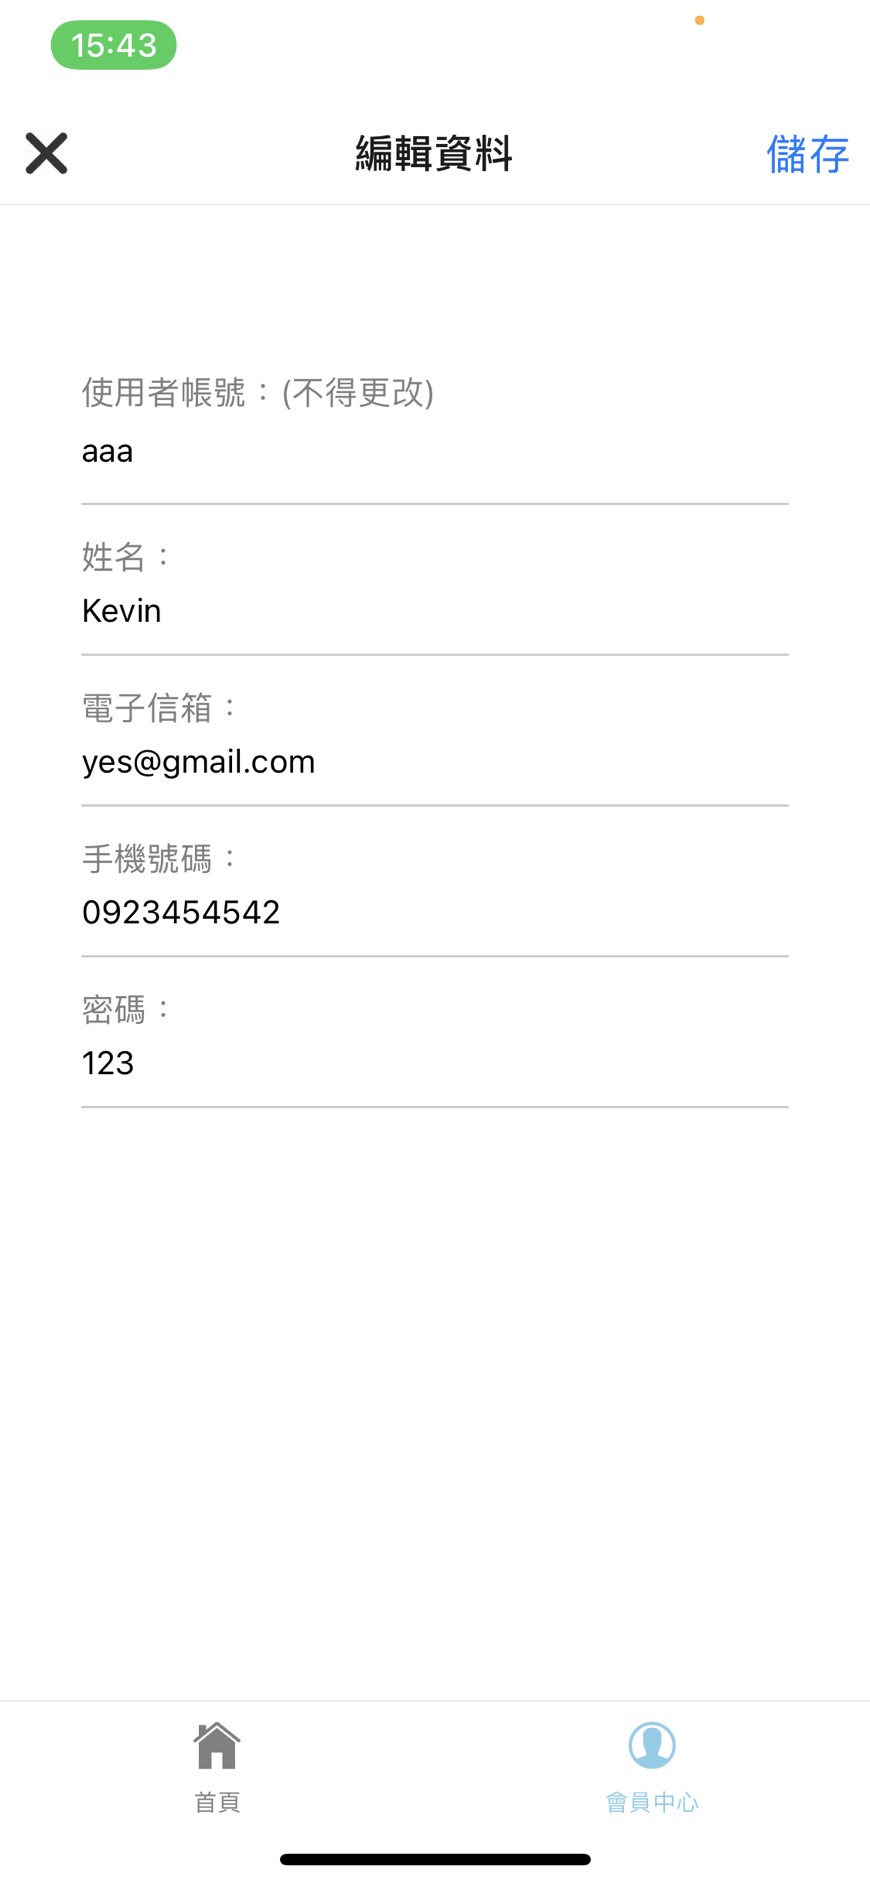 15:43
編輯資料
儲存
使用者帳號：(不得更改)
aaa
姓名：
Kevin
電子信箱：
yes@gmail.com
手機號碼：
0923454542
密碼：
123
首頁
會員中心